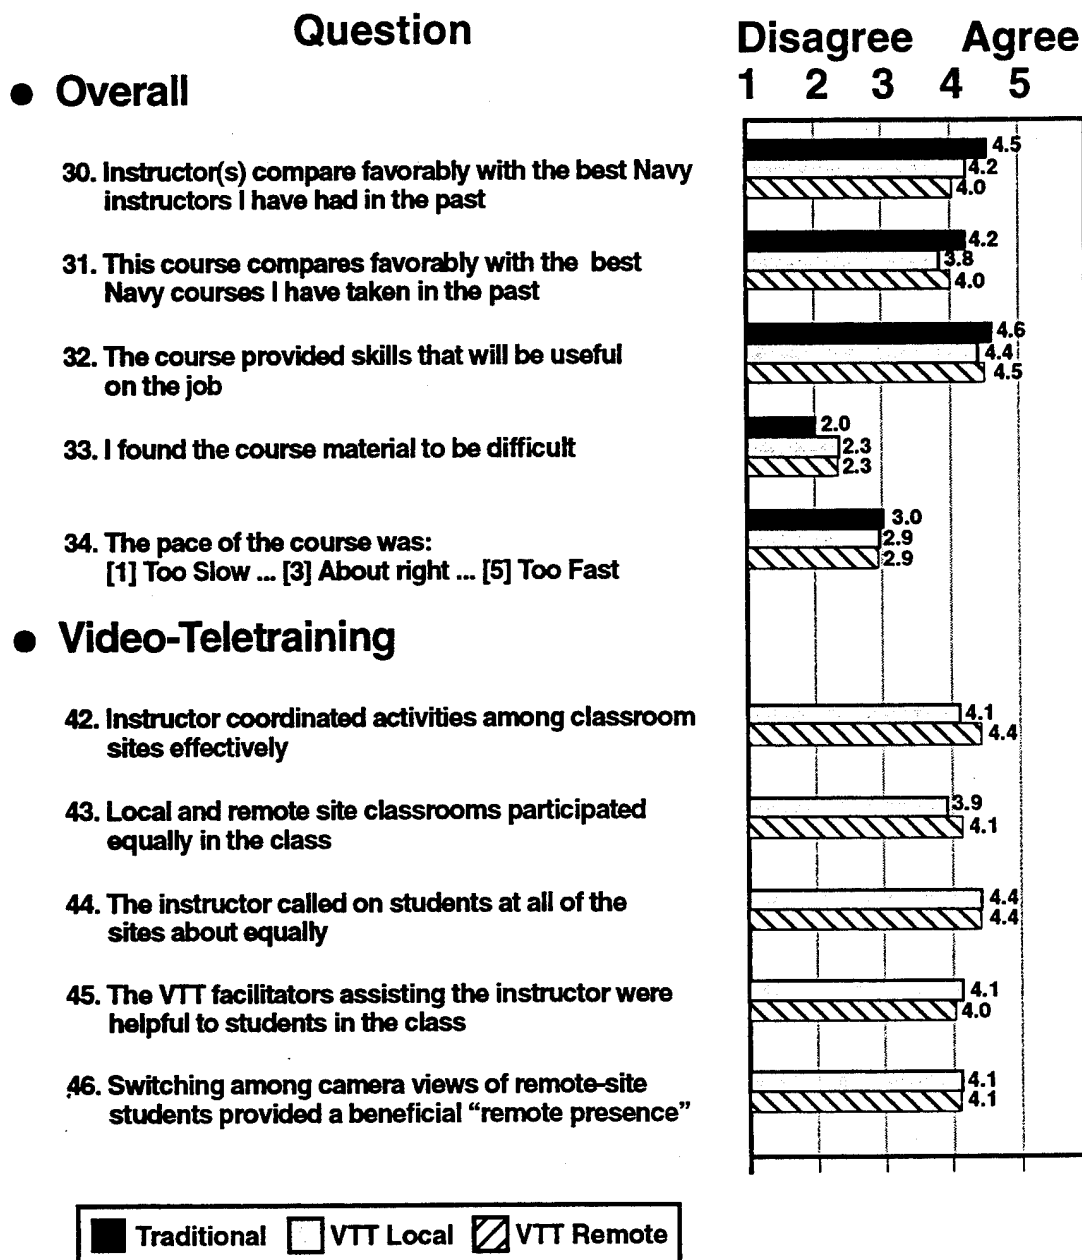 Question
Disagree Agree
1 2 3 4 5
● Overall
30. Instructor(s) compare favorably with the best Navy
instructors I have had in the past
4.5
4.2
4.0
31. This course compares favorably with the best
Navy courses I have taken in the past
4.2
3.8
4.0
32. The course provided skills that will be useful
on the job
4.6
4.4
4.5
33. I found the course material to be difficult
2.0
2.3
2.3
34. The pace of the course was:
[1] Too Slow ... [3] About right ... [5] Too Fast
3.0
2.9
2.9
● Video-Teletraining
42. Instructor coordinated activities among classroom
sites effectively
4.1
4.4
43. Local and remote site classrooms participated
equally in the class
3.9
4.1
44. The instructor called on students at all of the
sites about equally
4.4
4.4
45. The VTT facilitators assisting the instructor were
helpful to students in the class
4.1
4.0
46. Switching among camera views of remote-site
students provided a beneficial “remote presence”
4.1
4.1
1 2 3 4 5
Traditional VTT Local VTT Remote